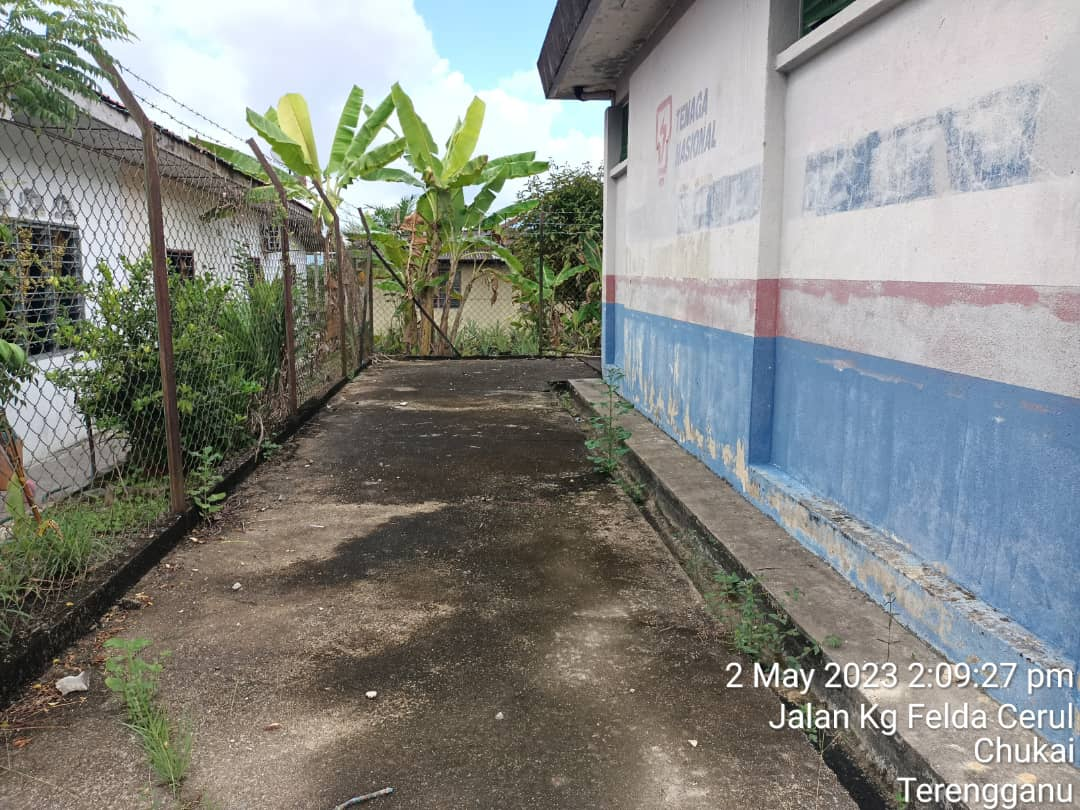 TENAGA
NASIONAL
2 May 2023 2:09:27 pm
Jalan Kg Felda Cerul
Chukai
Terengganu